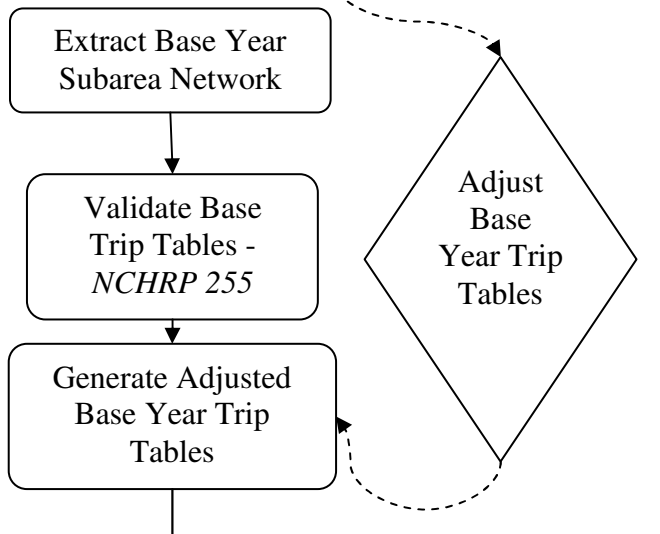 Extract Base Year
Subarea Network
Validate Base
Trip Tables -
NCHRP 255
Generate Adjusted
Base Year Trip
Tables
Adjust
Base
Year Trip
Tables